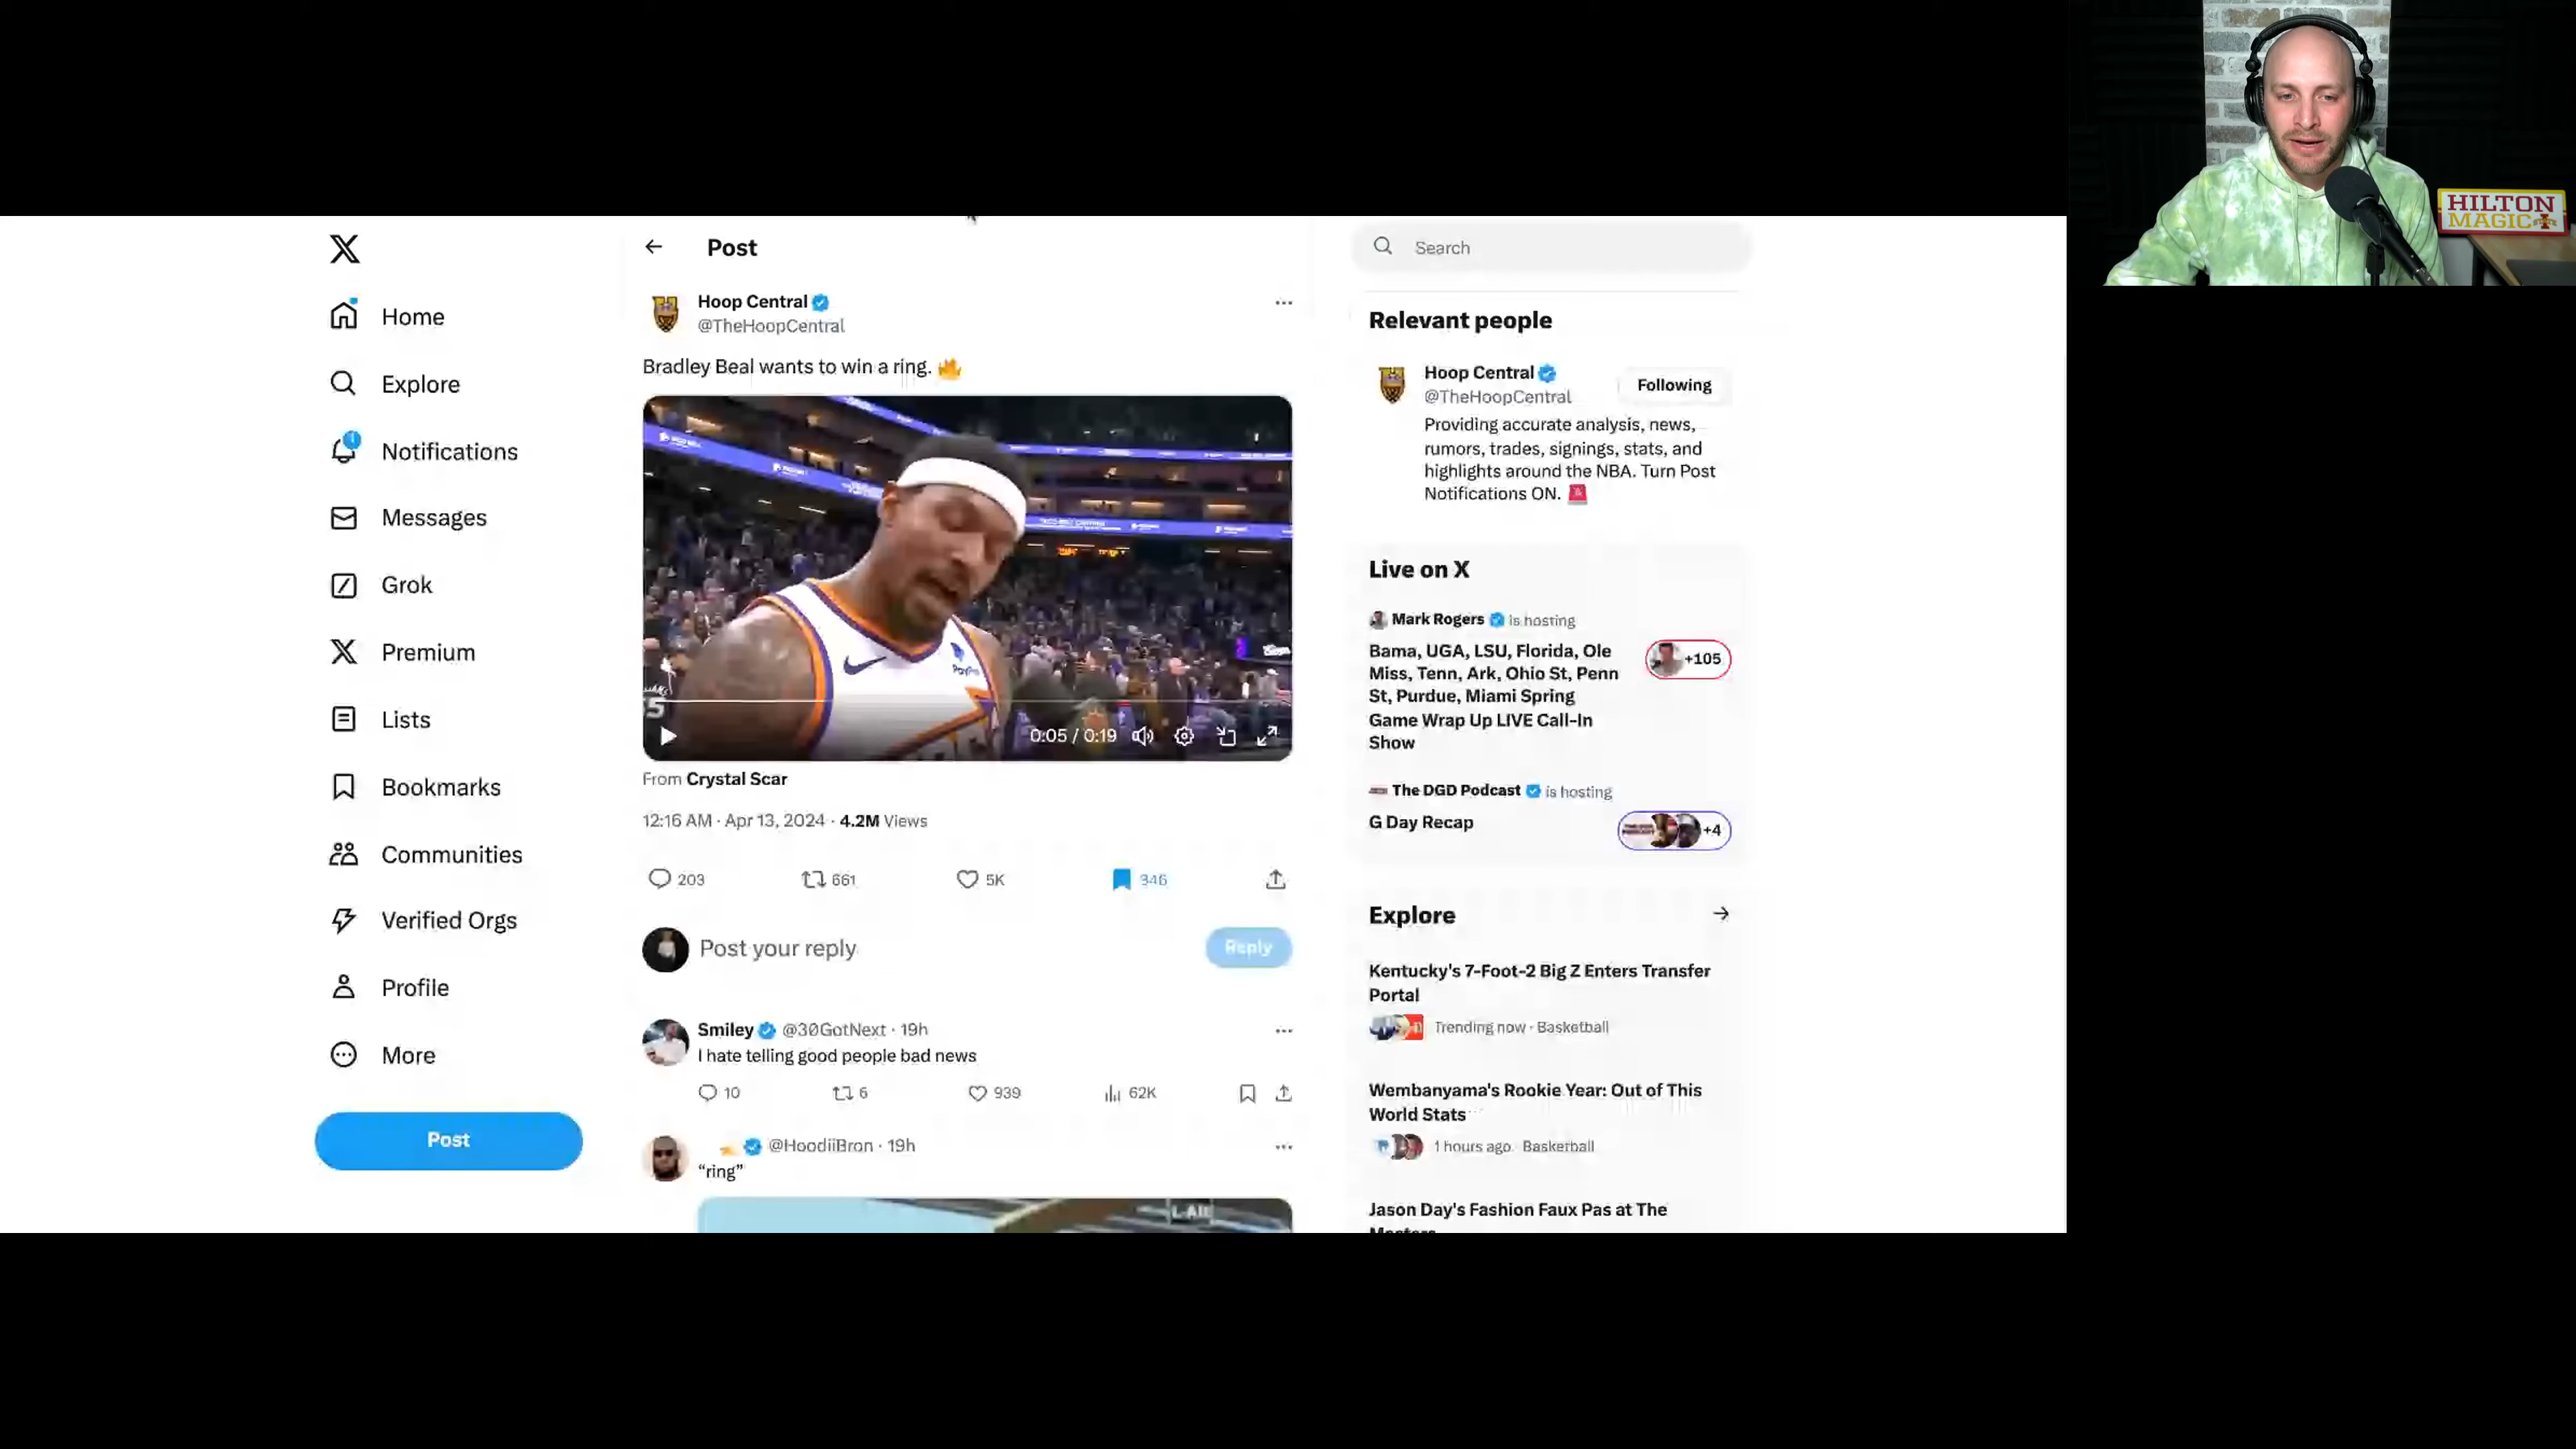 HILTON
MAGIC
STATE
Post
Search
Home
Explore
Notifications
1
Messages
Grok
Premium
Lists
Bookmarks
Communities
Verified Orgs
Profile
More
Post
Hoop Central
@TheHoopCentral
Bradley Beal wants to win a ring.
PayPal
0:05 / 0:19
From Crystal Scar
12:16 AM · Apr 13, 2024 · 4.2M Views
203 661 5K 346
Post your reply
Reply
Smiley @30GotNext · 19h
I hate telling good people bad news
10 6 939 62K
@HoodiiBron · 19h
“ring”
Relevant people
Hoop Central
@TheHoopCentral
Following
Providing accurate analysis, news,
rumors, trades, signings, stats, and
highlights around the NBA. Turn Post
Notifications ON.
Live on X
Mark Rogers is hosting
Bama, UGA, LSU, Florida, Ole
Miss, Tenn, Ark, Ohio St, Penn
St, Purdue, Miami Spring
Game Wrap Up LIVE Call-In
Show
+105
The DGD Podcast is hosting
G Day Recap
+4
Explore
Kentucky's 7-Foot-2 Big Z Enters Transfer
Portal
Trending now · Basketball
Wembanyama's Rookie Year: Out of This
World Stats
1 hours ago · Basketball
Jason Day's Fashion Faux Pas at The
Masters